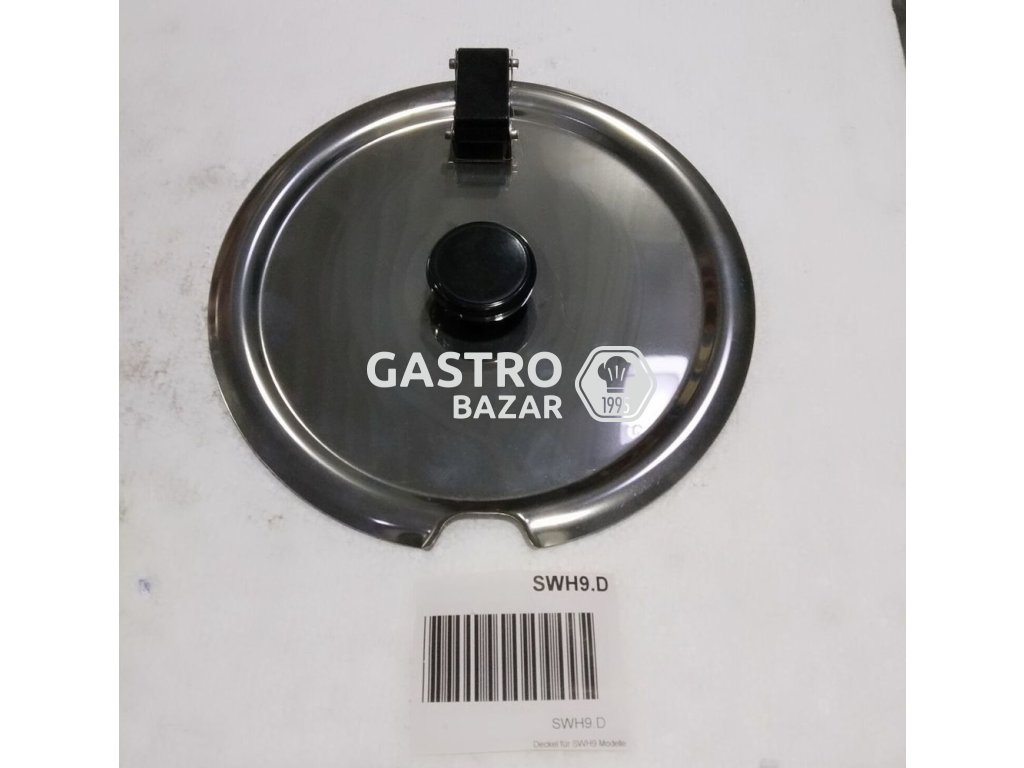 GASTRO
BAZAR
1995
SWH9.D
SWH9.D
Deckel für SWH9 Modelle